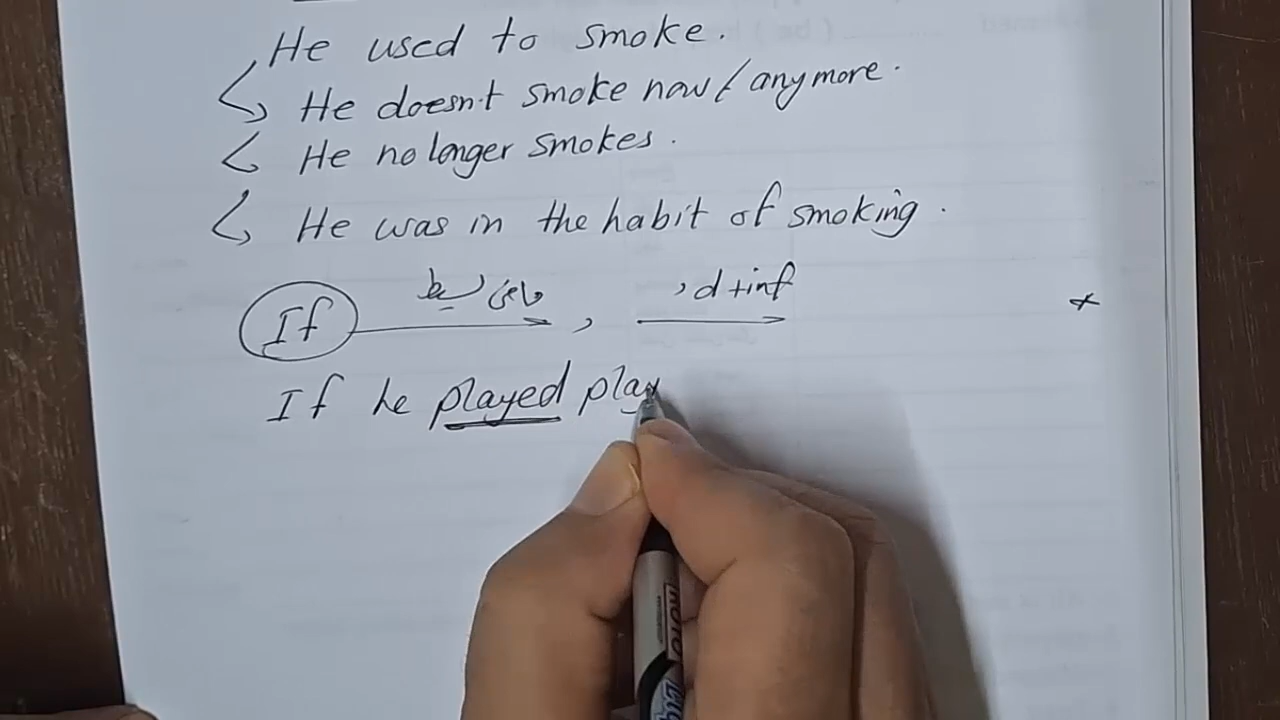 He used to smoke.
He doesn't smoke now / anymore.
He no longer smokes.
He was in the habit of smoking.
If ماضى بسيط , , d + inf
If he played play